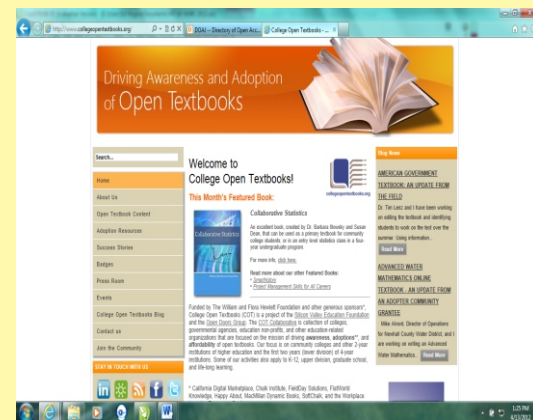 http://www.collegeopentextbooks.org/
DOAJ -- Directory of Open Acc...
College Open Textbooks - ...
Driving Awareness and Adoption
of Open Textbooks
Search...
Home
About Us
Open Textbook Content
Adoption Resources
Success Stories
Badges
Press Room
Events
College Open Textbooks Blog
Contact us
Join the Community
STAY IN TOUCH WITH US
Welcome to
College Open Textbooks!
collegeopentextbooks.org
This Month's Featured Book:
Collaborative Statistics
Collaborative Statistics
An excellent book, created by Dr. Barbara Illowsky and Susan
Dean, that can be used as a primary textbook for community
college students, or in an entry level statistics class in a four-
year undergraduate program.
For more info, click here.
Read more about our other Featured Books:
* Smarthistory
* Project Management Skills for All Careers
Funded by The William and Flora Hewlett Foundation and other generous sponsors*,
College Open Textbooks (COT) is a project of the Silicon Valley Education Foundation
and the Open Doors Group. The COT Collaborative is collection of colleges,
governmental agencies, education non-profits, and other education-related
organizations that are focused on the mission of driving awareness, adoptions**, and
affordability of open textbooks. Our focus is on community colleges and other 2-year
institutions of higher education and the first two years (lower division) of 4-year
institutions. Some of our activities also apply to K-12, upper division, graduate school,
and life-long learning.
* California Digital Marketplace, Chalk Institute, FieldDay Solutions, FlatWorld
Knowledge, Happy About, MacMillan Dynamic Books, SoftChalk, and the Workplace
Blog News
AMERICAN GOVERNMENT
TEXTBOOK: AN UPDATE FROM
THE FIELD
Dr. Tim Lenz and I have been working
on editing the textbook and identifying
students to work on the text over the
summer. Using information...
Read More
ADVANCED WATER
MATHEMATICS ONLINE
TEXTBOOK - AN UPDATE FROM
AN ADOPTER COMMUNITY
GRANTEE
Mike Alvord, Director of Operations
for Newhall County Water District, and I
are working on writing an Advanced
Water Mathematics...
Read More
1:25 PM
4/13/2012